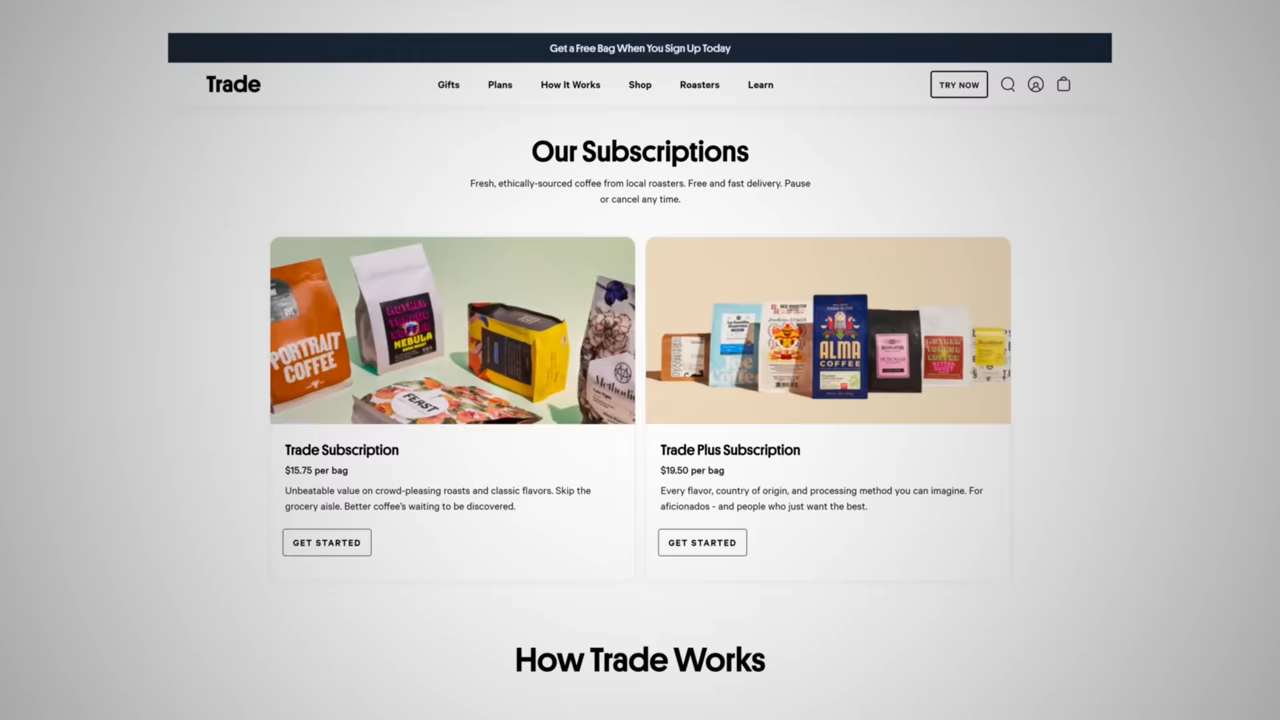 Get a Free Bag When You Sign Up Today
Trade
Gifts
Plans
How It Works
Shop
Roasters
Learn
TRY NOW
Our Subscriptions
Fresh, ethically-sourced coffee from local roasters. Free and fast delivery. Pause
or cancel any time.
PORTRAIT
COFFEE
MOTHER
TONGUE
COFFEE
NEBULA
FEAST
Methodical
ALMA
COFFEE
Trade Subscription
$15.75 per bag
Unbeatable value on crowd-pleasing roasts and classic flavors. Skip the
grocery aisle. Better coffee's waiting to be discovered.
GET STARTED
Trade Plus Subscription
$19.50 per bag
Every flavor, country of origin, and processing method you can imagine. For
aficionados - and people who just want the best.
GET STARTED
How Trade Works